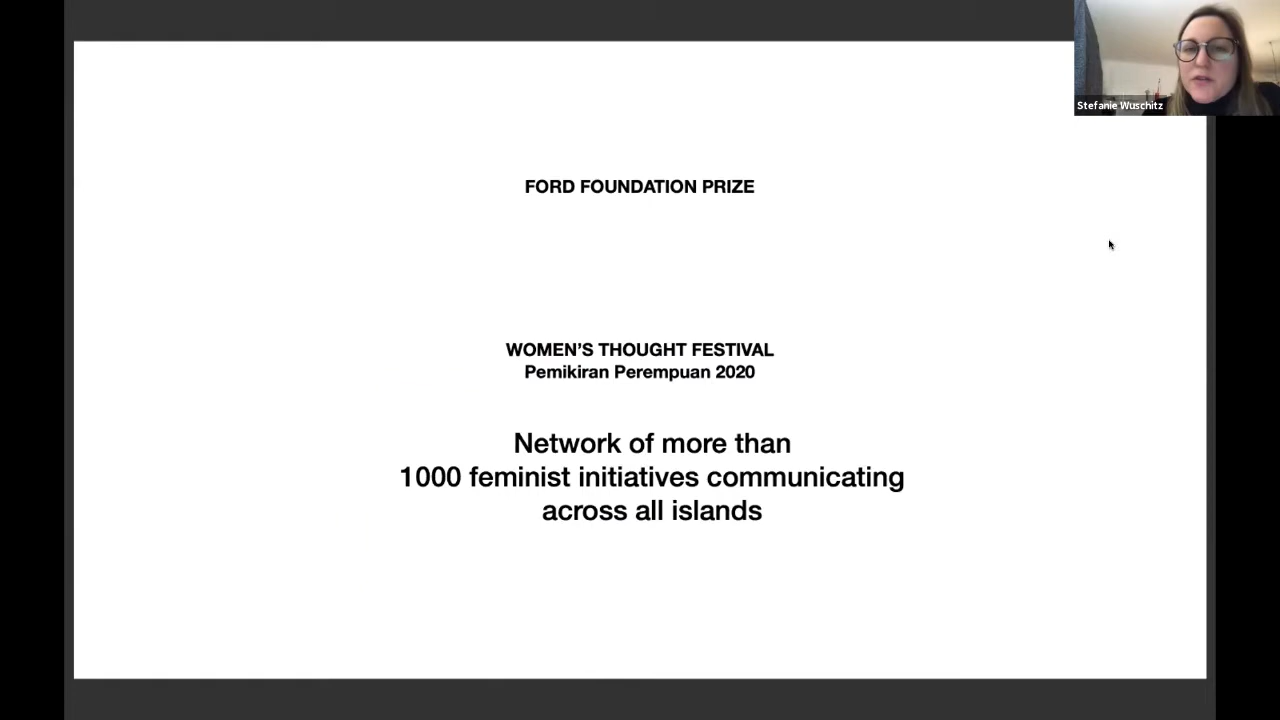 Stefanie Wuschitz
FORD FOUNDATION PRIZE
WOMEN’S THOUGHT FESTIVAL
Pemikiran Perempuan 2020
Network of more than
1000 feminist initiatives communicating
across all islands